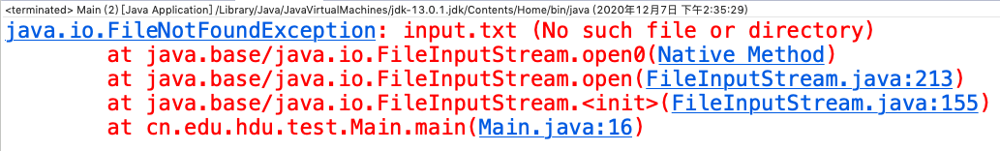 <terminated> Main (2) [Java Application] /Library/Java/JavaVirtualMachines/jdk-13.0.1.jdk/Contents/Home/bin/java (2020年12月7日 下午2:35:29)
java.io.FileNotFoundException: input.txt (No such file or directory)
at java.base/java.io.FileInputStream.open0(Native Method)
at java.base/java.io.FileInputStream.open(FileInputStream.java:213)
at java.base/java.io.FileInputStream.<init>(FileInputStream.java:155)
at cn.edu.hdu.test.Main.main(Main.java:16)